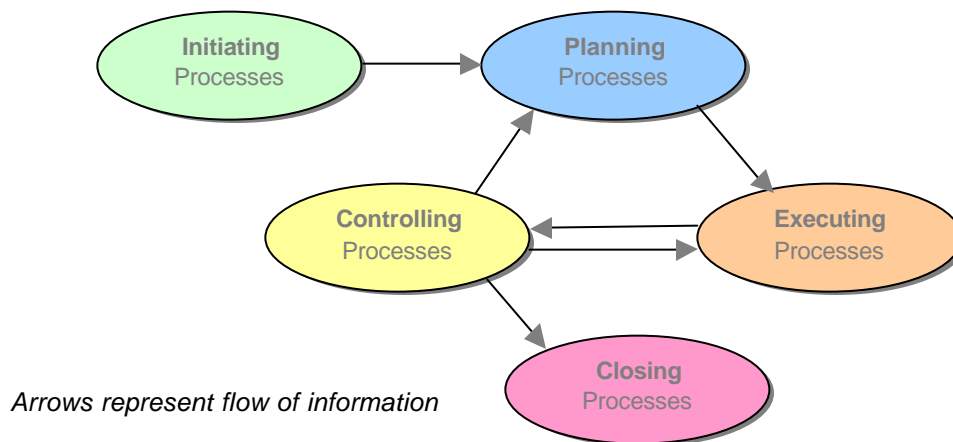 Initiating
Processes
Planning
Processes
Controlling
Processes
Executing
Processes
Closing
Processes
Arrows represent flow of information